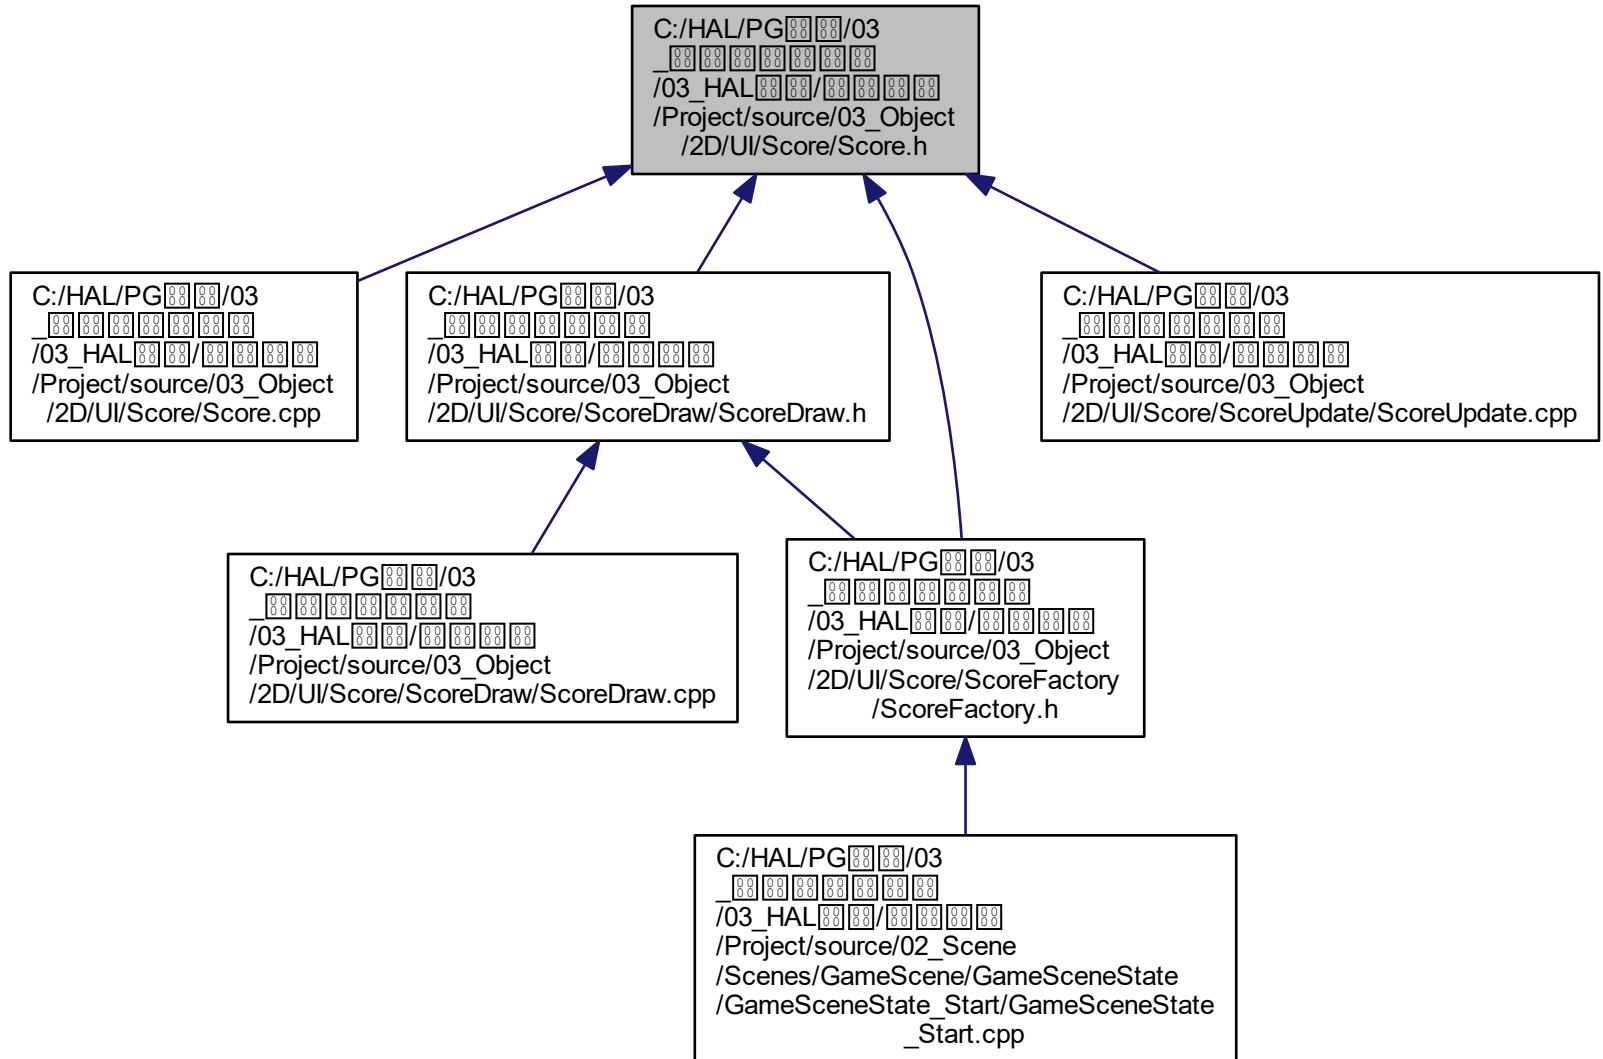 C:/HAL/PG/03
_
/03_HAL/
/Project/source/03_Object
/2D/UI/Score/Score.h
C:/HAL/PG/03
_
/03_HAL/
/Project/source/03_Object
/2D/UI/Score/Score.cpp
C:/HAL/PG/03
_
/03_HAL/
/Project/source/03_Object
/2D/UI/Score/ScoreDraw/ScoreDraw.h
C:/HAL/PG/03
_
/03_HAL/
/Project/source/03_Object
/2D/UI/Score/ScoreUpdate/ScoreUpdate.cpp
C:/HAL/PG/03
_
/03_HAL/
/Project/source/03_Object
/2D/UI/Score/ScoreDraw/ScoreDraw.cpp
C:/HAL/PG/03
_
/03_HAL/
/Project/source/03_Object
/2D/UI/Score/ScoreFactory
/ScoreFactory.h
C:/HAL/PG/03
_
/03_HAL/
/Project/source/02_Scene
/Scenes/GameScene/GameSceneState
/GameSceneState_Start/GameSceneState
_Start.cpp